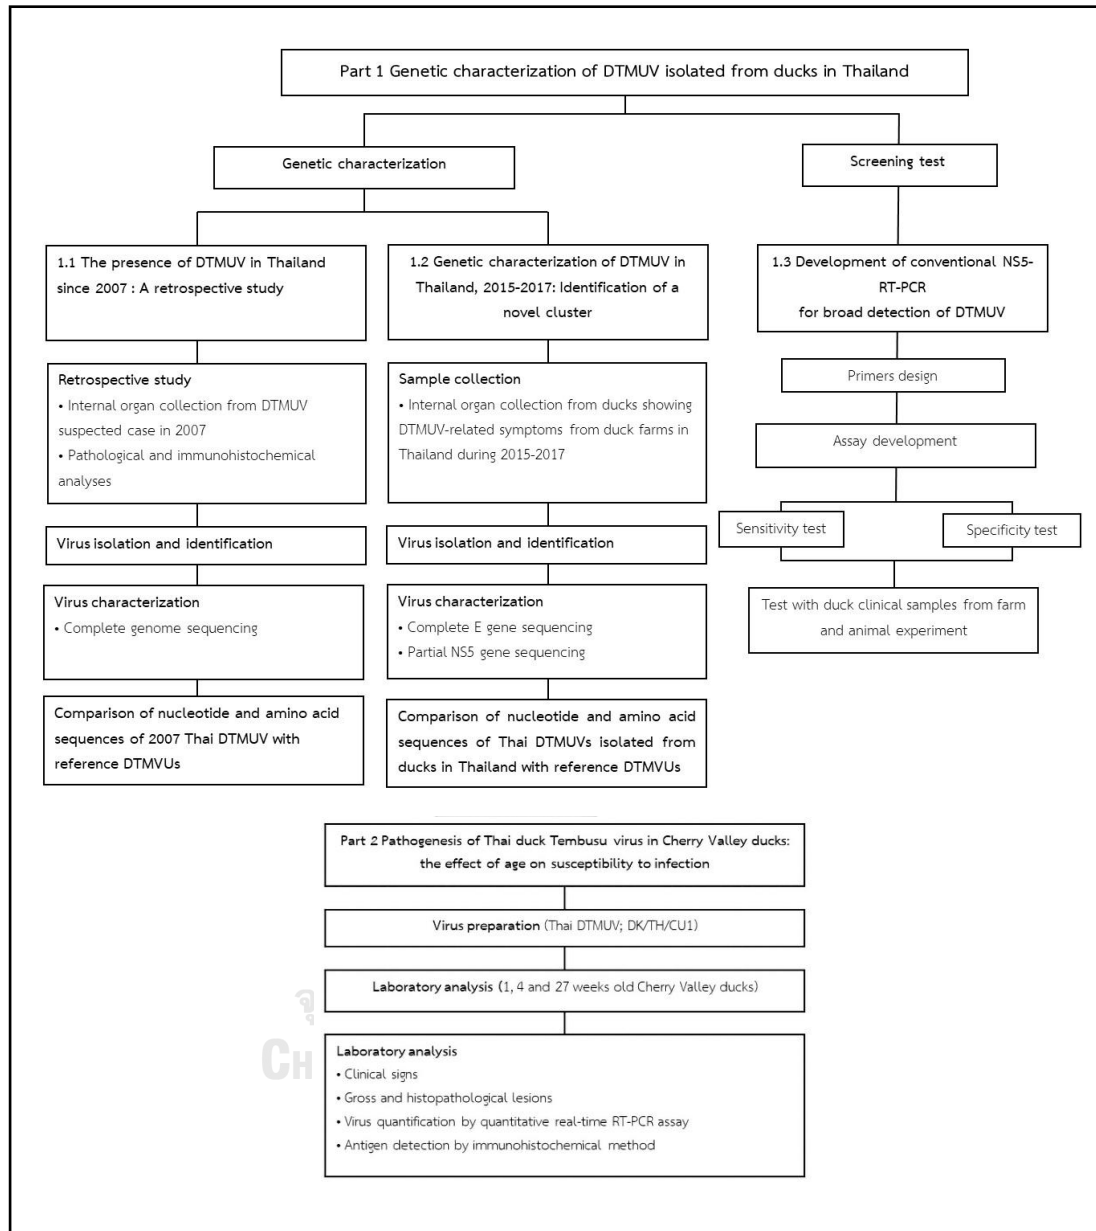 Part 1 Genetic characterization of DTMUV isolated from ducks in Thailand
Genetic characterization
Screening test
1.1 The presence of DTMUV in Thailand
since 2007 : A retrospective study
1.2 Genetic characterization of DTMUV in
Thailand, 2015-2017: Identification of a
novel cluster
1.3 Development of conventional NS5-
RT-PCR
for broad detection of DTMUV
Retrospective study
• Internal organ collection from DTMUV
suspected case in 2007
• Pathological and immunohistochemical
analyses
Sample collection
• Internal organ collection from ducks showing
DTMUV-related symptoms from duck farms in
Thailand during 2015-2017
Primers design
Assay development
Sensitivity test
Specificity test
Test with duck clinical samples from farm
and animal experiment
Virus isolation and identification
Virus isolation and identification
Virus characterization
• Complete genome sequencing
Virus characterization
• Complete E gene sequencing
• Partial NS5 gene sequencing
Comparison of nucleotide and amino acid
sequences of 2007 Thai DTMUV with
reference DTMVUs
Comparison of nucleotide and amino acid
sequences of Thai DTMUVs isolated from
ducks in Thailand with reference DTMVUs
Part 2 Pathogenesis of Thai duck Tembusu virus in Cherry Valley ducks:
the effect of age on susceptibility to infection
Virus preparation (Thai DTMUV; DK/TH/CU1)
Laboratory analysis (1, 4 and 27 weeks old Cherry Valley ducks)
Laboratory analysis
• Clinical signs
• Gross and histopathological lesions
• Virus quantification by quantitative real-time RT-PCR assay
• Antigen detection by immunohistochemical method
จุ
CH